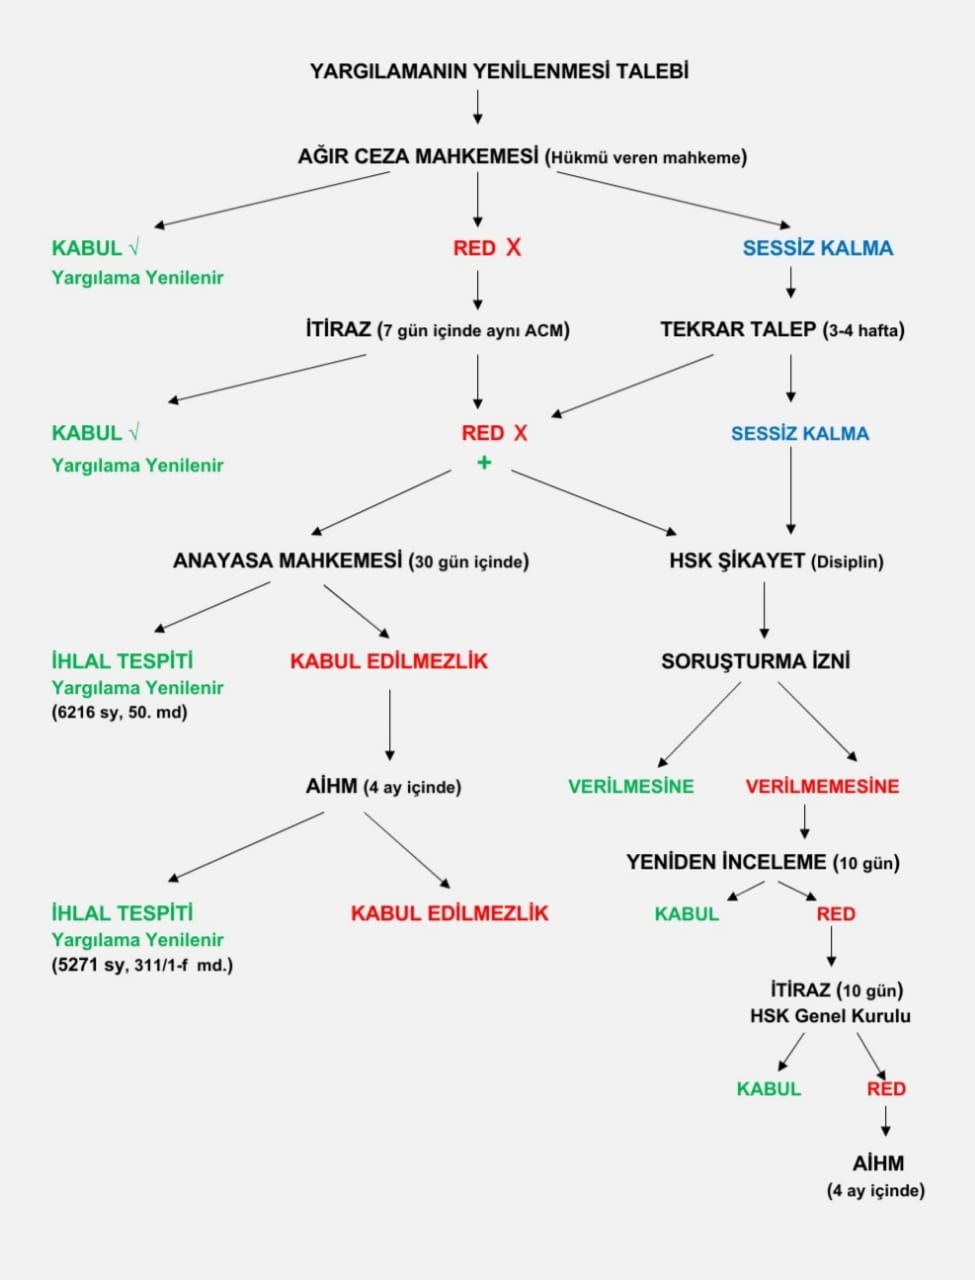 YARGILAMANIN YENİLENMESİ TALEBİ
AĞIR CEZA MAHKEMESİ (Hükmü veren mahkeme)
KABUL √
RED X
SESSİZ KALMA
Yargılama Yenilenir
İTİRAZ (7 gün içinde aynı ACM)
TEKRAR TALEP (3-4 hafta)
KABUL √
RED X
SESSİZ KALMA
Yargılama Yenilenir
+
ANAYASA MAHKEMESİ (30 gün içinde)
HSK ŞİKAYET (Disiplin)
İHLAL TESPİTİ
KABUL EDİLMEZLİK
SORUŞTURMA İZNİ
Yargılama Yenilenir
(6216 sy, 50. md)
AİHM (4 ay içinde)
VERİLMESİNE
VERİLMEMESİNE
YENİDEN İNCELEME (10 gün)
İHLAL TESPİTİ
KABUL EDİLMEZLİK
KABUL
RED
Yargılama Yenilenir
(5271 sy, 311/1-f md.)
İTİRAZ (10 gün)
HSK Genel Kurulu
KABUL
RED
AİHM
(4 ay içinde)